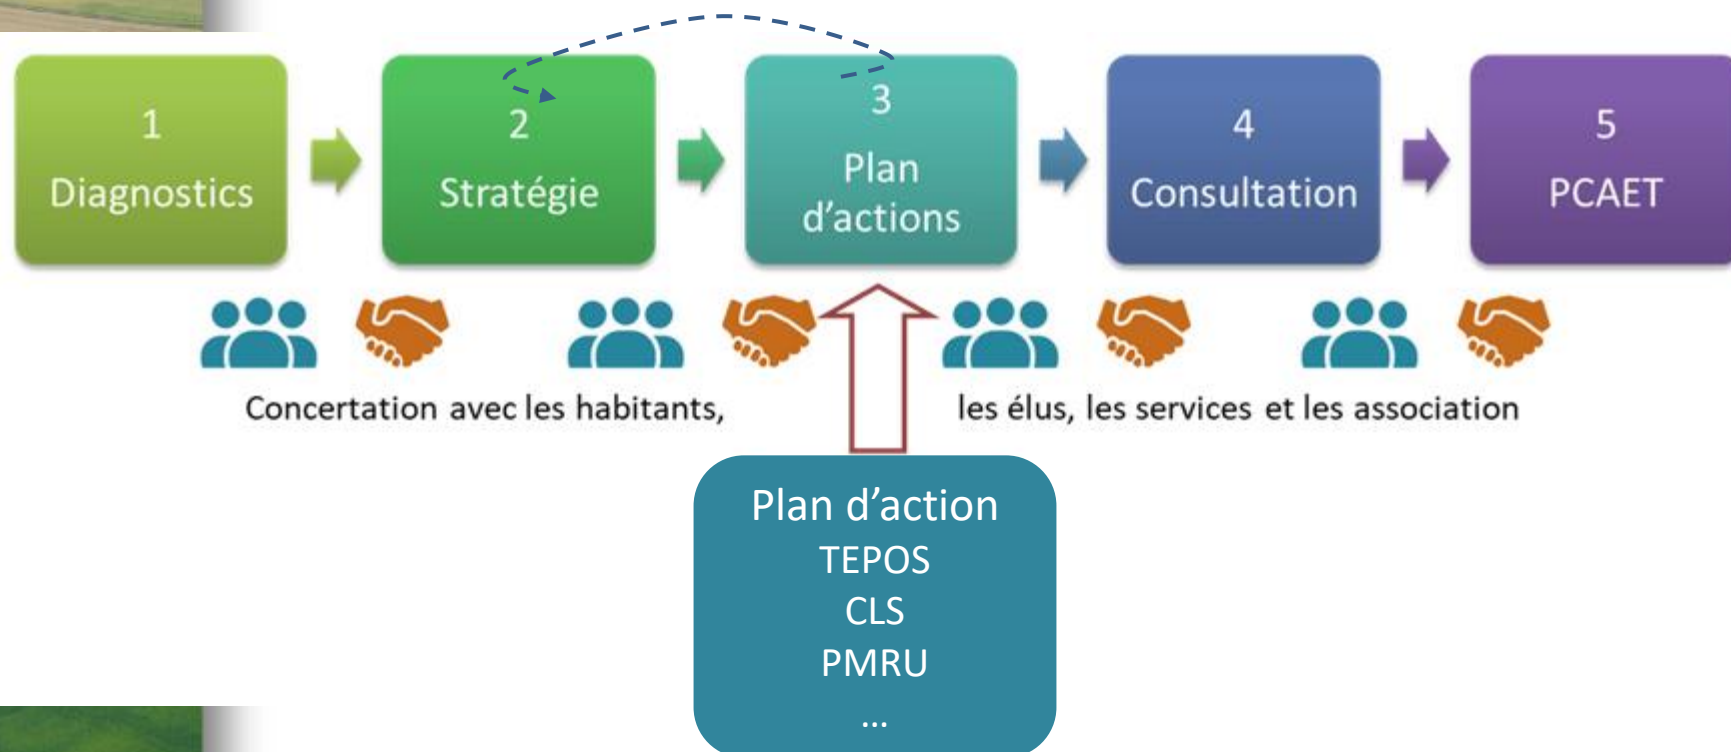 1
Diagnostics
2
Stratégie
3
Plan
d’actions
4
Consultation
5
PCAET
Concertation avec les habitants,
les élus, les services et les association
Plan d’action
TEPOS
CLS
PMRU
…